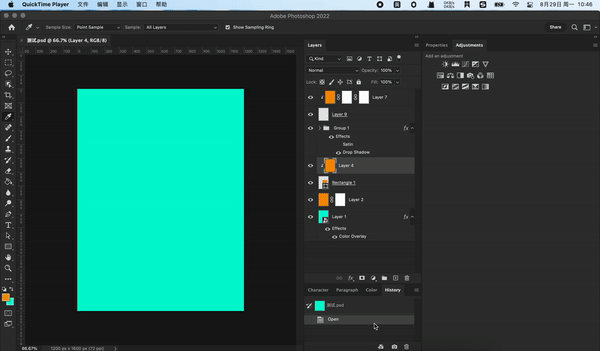 QuickTime Player 文件 编辑 显示 窗口 帮助 8月29日 周一 10:46
Adobe Photoshop 2022
Sample Size: Point Sample Sample: All Layers Show Sampling Ring Share
测试.psd @ 66.7% (Layer 4, RGB/8)
Layers
Kind
Normal Opacity: 100%
Lock: Fill: 100%
Layer 7
Layer 8
Group 1 fx
Effects
Satin
Drop Shadow
Layer 4
Rectangle 1
Layer 2
Layer 1 fx
Effects
Color Overlay
Character Paragraph Color History
测试.psd
Open
Properties Adjustments
Add an adjustment
66.67% 1200 px x 1600 px (72 ppi)